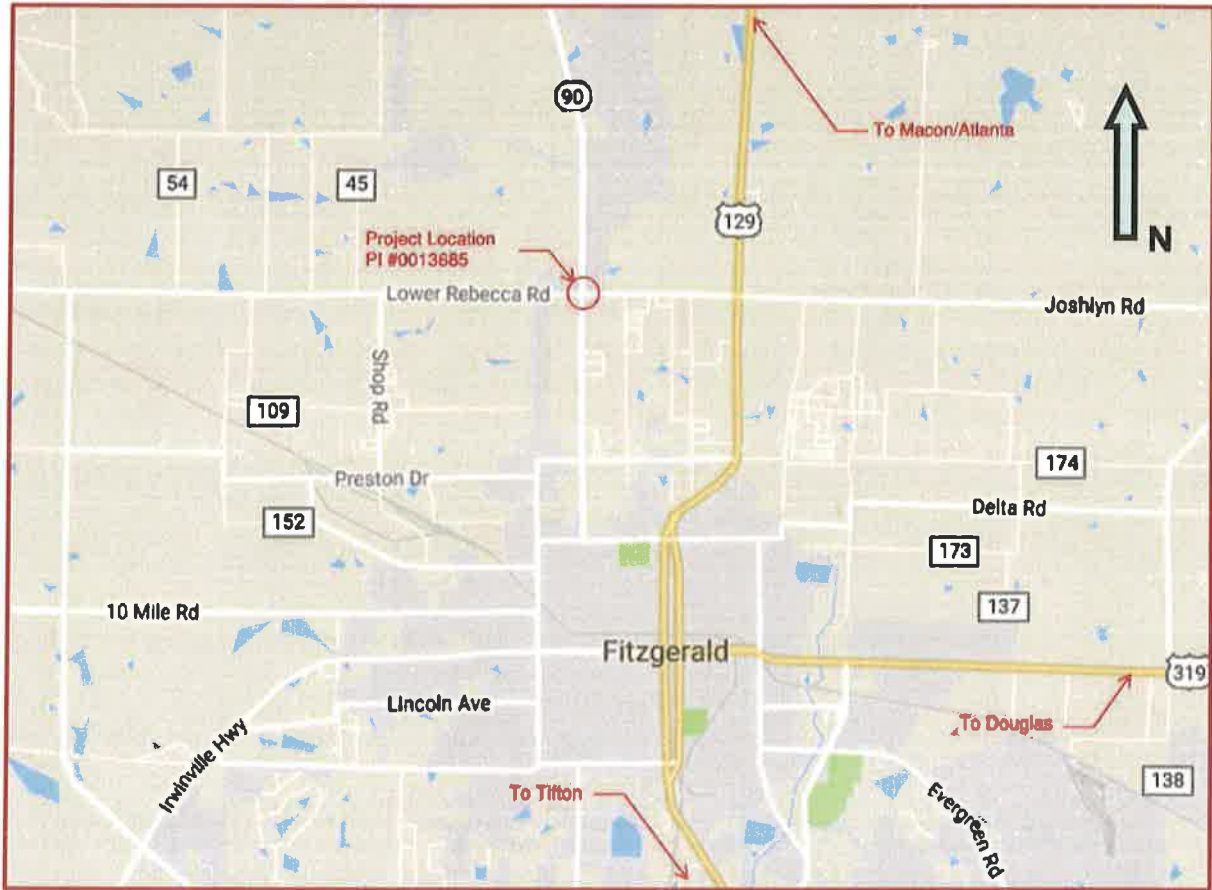 90
To Macon/Atlanta
N
54
45
129
Project Location
PI #0013685
Lower Rebecca Rd
Joshlyn Rd
Shop Rd
109
Preston Dr
174
152
Delta Rd
173
137
10 Mile Rd
Fitzgerald
319
Lincoln Ave
To Douglas
Irwinville Hwy
138
To Tifton
Evergreen Rd